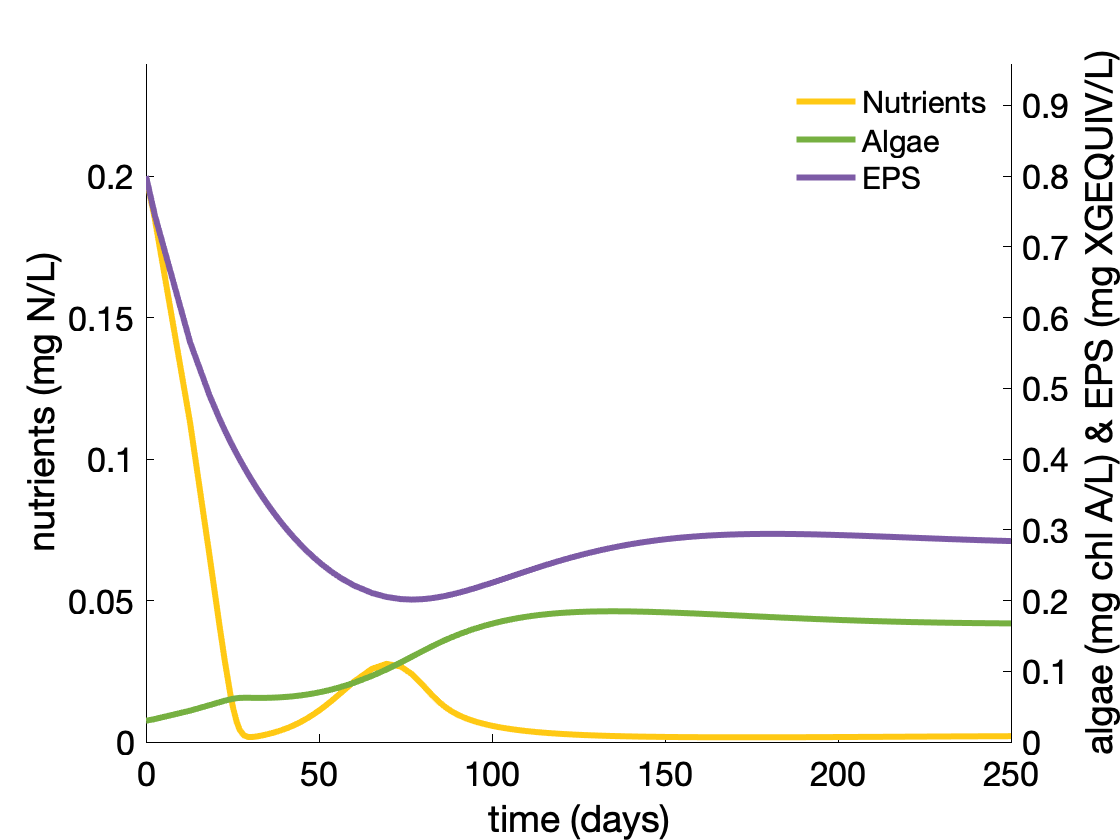 Nutrients
Algae
EPS
nutrients (mg N/L)
0.2
0.15
0.1
0.05
0
0.9
0.8
0.7
0.6
0.5
0.4
0.3
0.2
0.1
0
algae (mg chl A/L) & EPS (mg XGEQUIV/L)
0 50 100 150 200 250
time (days)